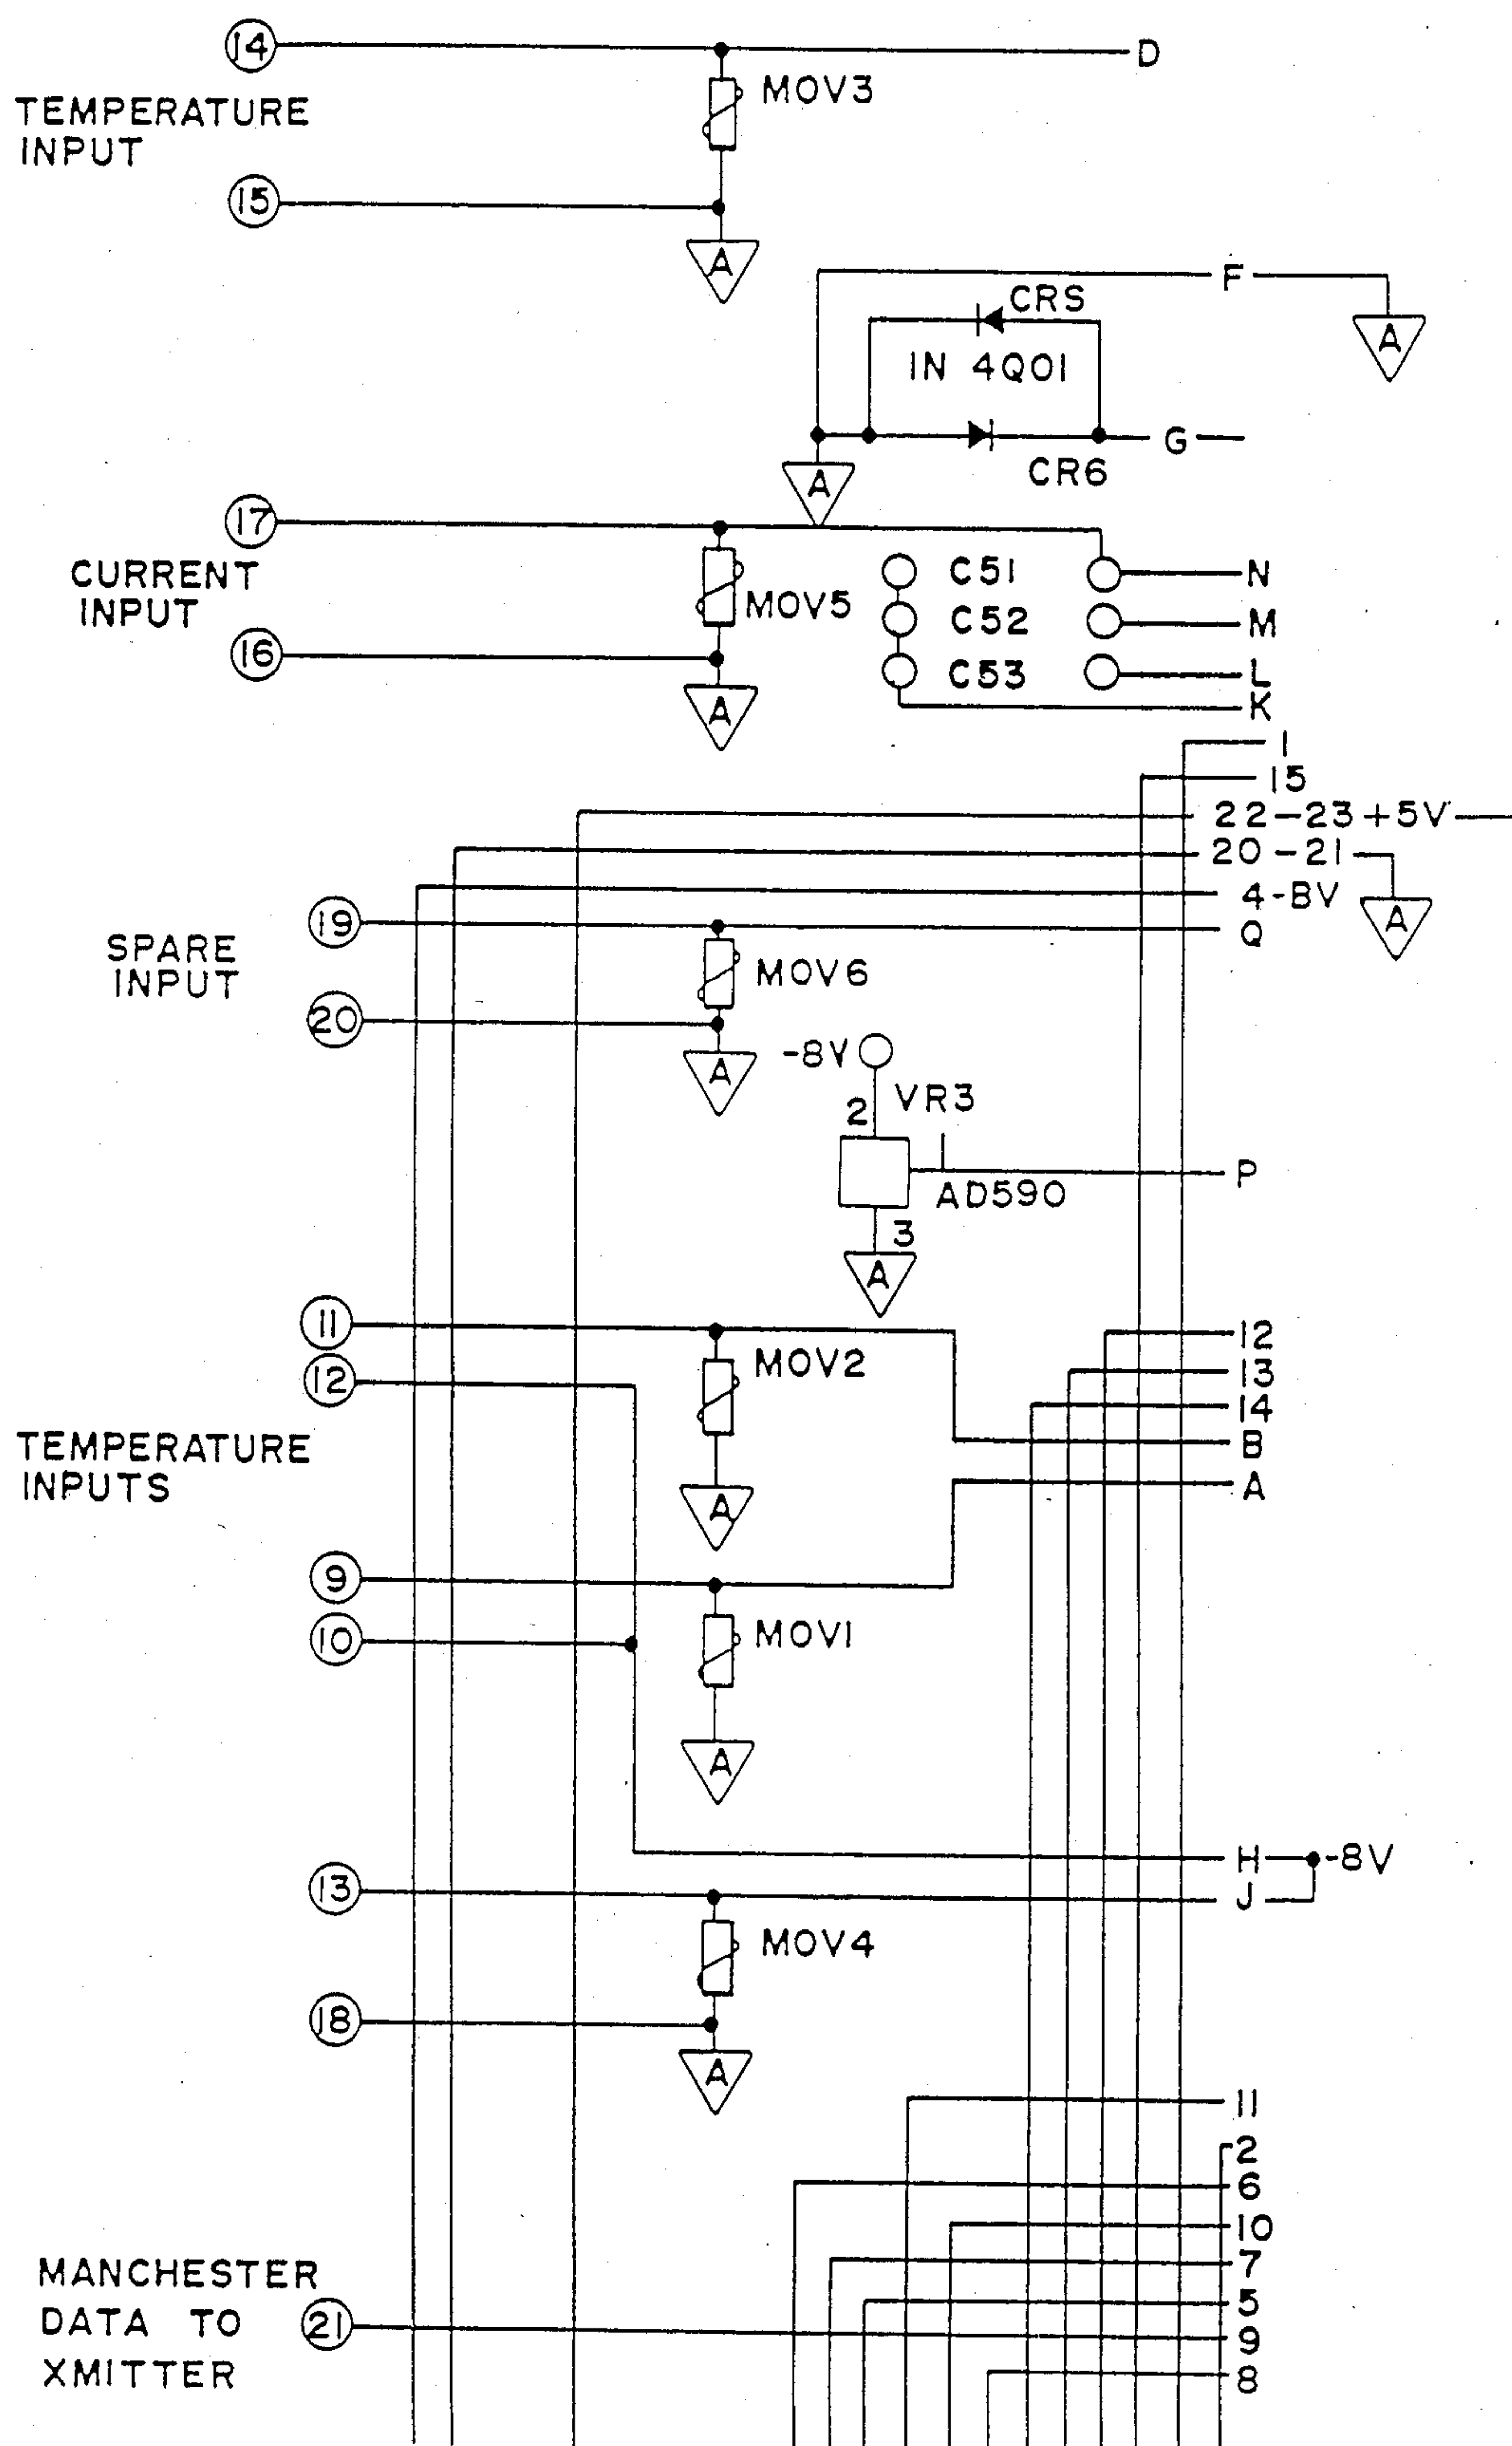 14
D
MOV3
TEMPERATURE
INPUT
15
A
F
A
CRS
IN 4Q01
G
CR6
A
17
CURRENT
INPUT
MOV5
16
A
C51
N
C52
M
C53
L
K
1
15
22-23+5V
20-21
4-BV
A
19
Q
SPARE
INPUT
MOV6
20
A
-8V
VR3
2
P
AD590
3
A
11
12
MOV2
12
13
14
B
A
TEMPERATURE
INPUTS
A
9
10
MOV1
A
H
-8V
13
J
MOV4
18
A
11
2
6
10
7
5
9
8
MANCHESTER
DATA TO
21
XMITTER